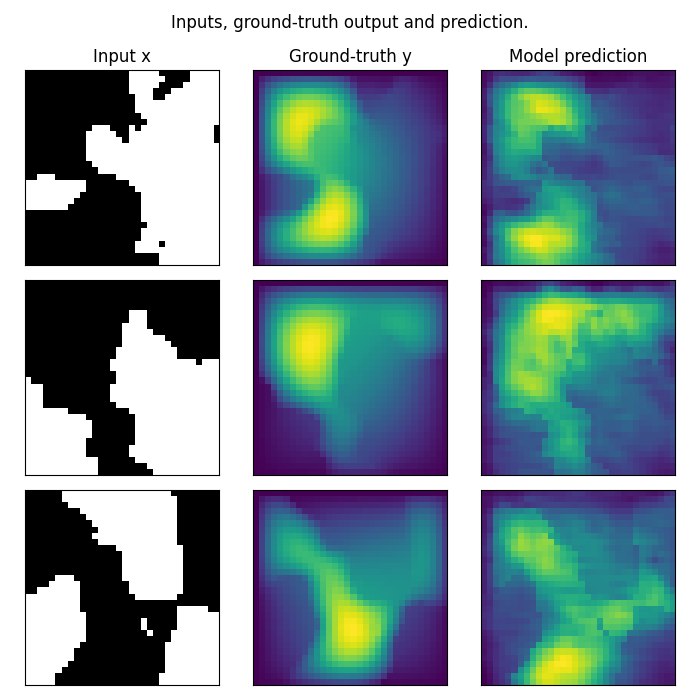 Inputs, ground-truth output and prediction.
Input x
Ground-truth y
Model prediction